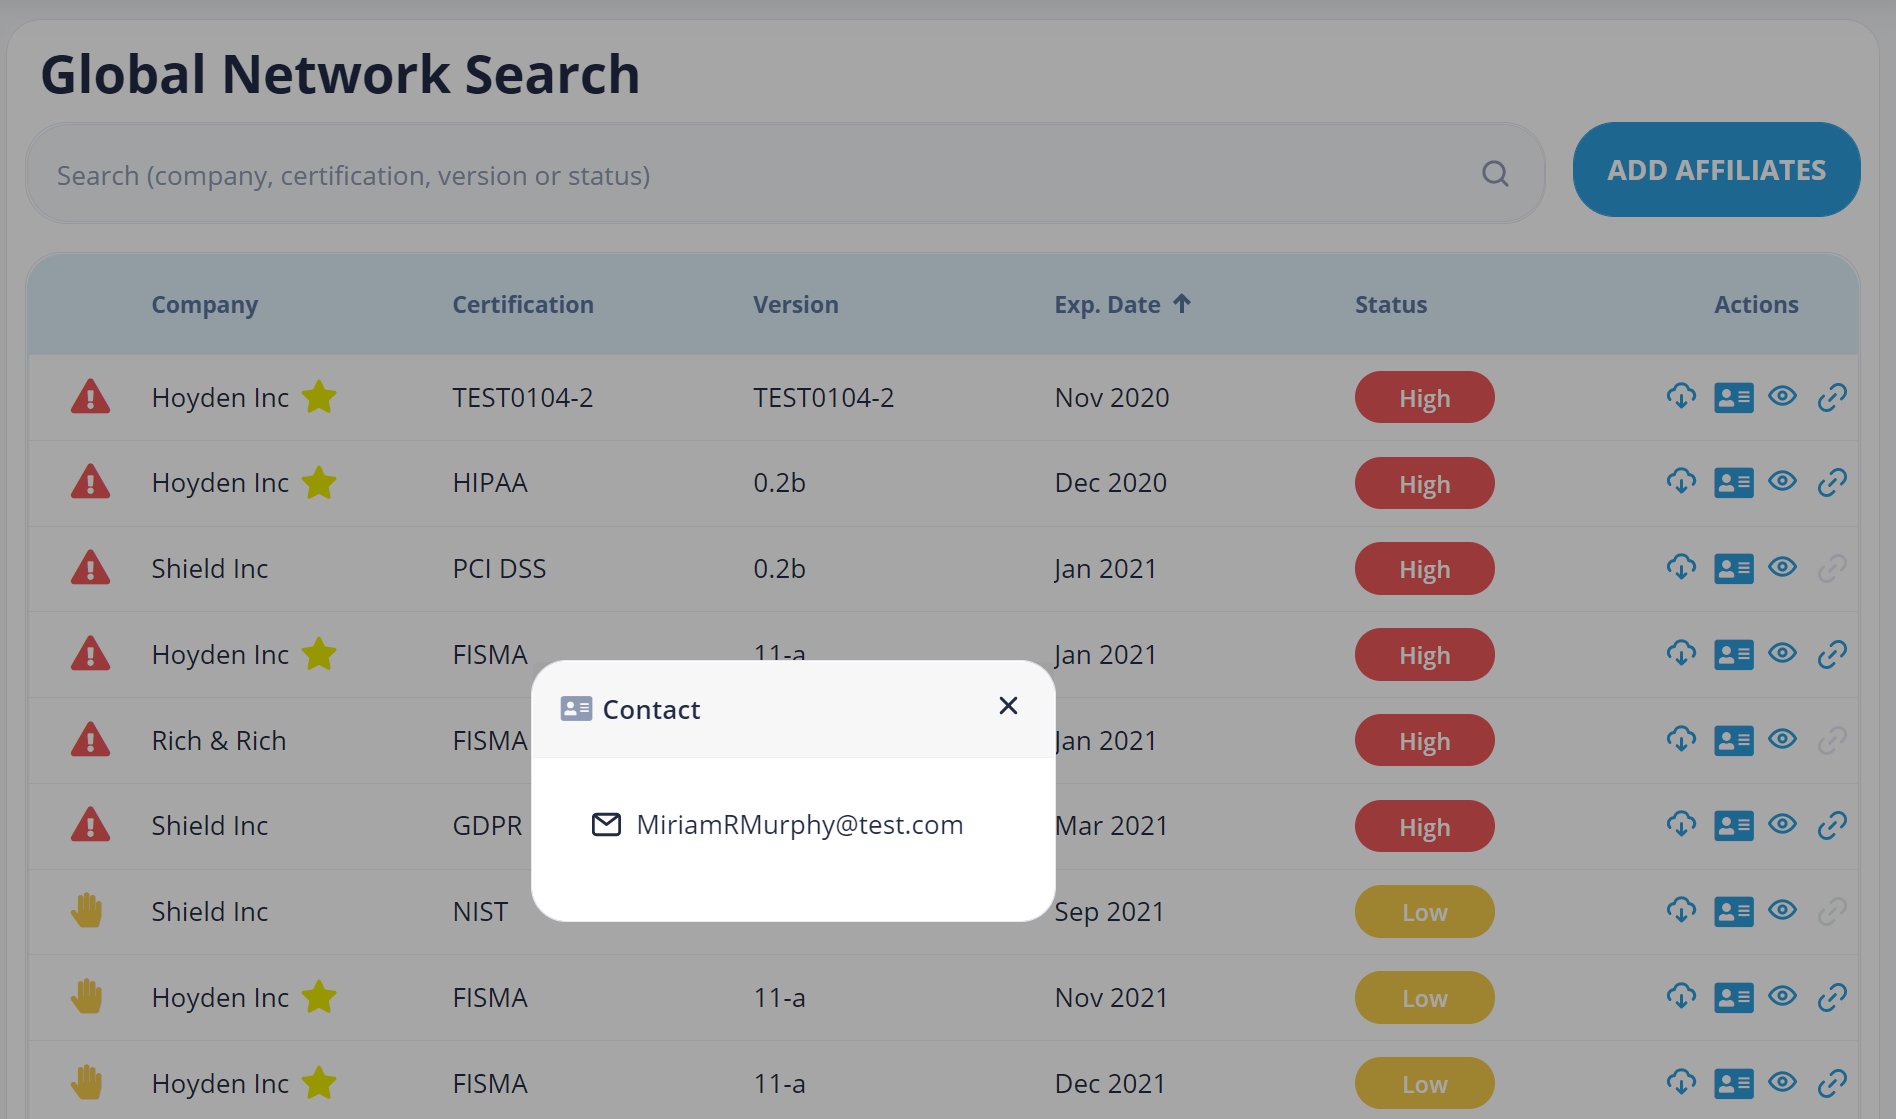 Global Network Search
Search (company, certification, version or status)
ADD AFFILIATES
Company Certification Version Exp. Date Status Actions
Hoyden Inc TEST0104-2 TEST0104-2 Nov 2020 High
Hoyden Inc HIPAA 0.2b Dec 2020 High
Shield Inc PCI DSS 0.2b Jan 2021 High
Hoyden Inc FISMA 11-a Jan 2021 High
Rich & Rich FISMA Jan 2021 High
Shield Inc GDPR Mar 2021 High
Shield Inc NIST Sep 2021 Low
Hoyden Inc FISMA 11-a Nov 2021 Low
Hoyden Inc FISMA 11-a Dec 2021 Low
Contact
MiriamRMurphy@test.com